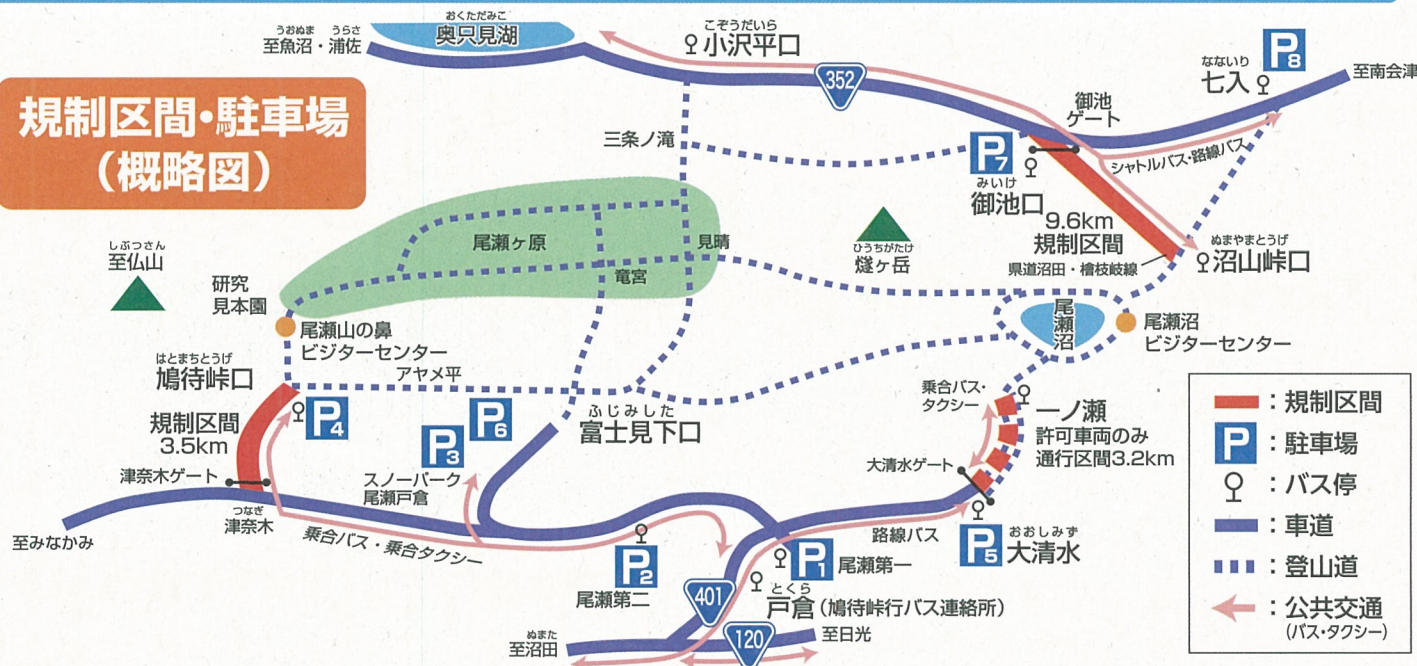 規制区間・駐車場
（概略図）
うおぬま うらさ
至魚沼・浦佐
おくただみこ
奥只見湖
こぞうだいら
小沢平口
352
なないり
七入
P8
至南会津
御池
ゲート
シャトルバス・路線バス
三条ノ滝
P7
みいけ
御池口
9.6km
規制区間
県道沼田・檜枝岐線
ぬまやまとうげ
沼山峠口
ひうちがたけ
燧ヶ岳
尾瀬ヶ原
見晴
竜宮
しぶつさん
至仏山
研究
見本園
尾瀬山の鼻
ビジターセンター
尾瀬沼
尾瀬沼
ビジターセンター
はとまちとうげ
鳩待峠口
アヤメ平
規制区間
3.5km
P4
P6
P3
ふじみした
富士見下口
スノーパーク
尾瀬戸倉
乗合バス・
タクシー
一ノ瀬
許可車両のみ
通行区間3.2km
大清水ゲート
津奈木ゲート
つなぎ
津奈木
至みなかみ
乗合バス・乗合タクシー
路線バス
P5
おおしみず
大清水
P2
尾瀬第二
P1
尾瀬第一
とくら
戸倉（鳩待峠行バス連絡所）
401
120
ぬまた
至沼田
至日光
：規制区間
P：駐車場
：バス停
：車道
：登山道
：公共交通
（バス・タクシー）